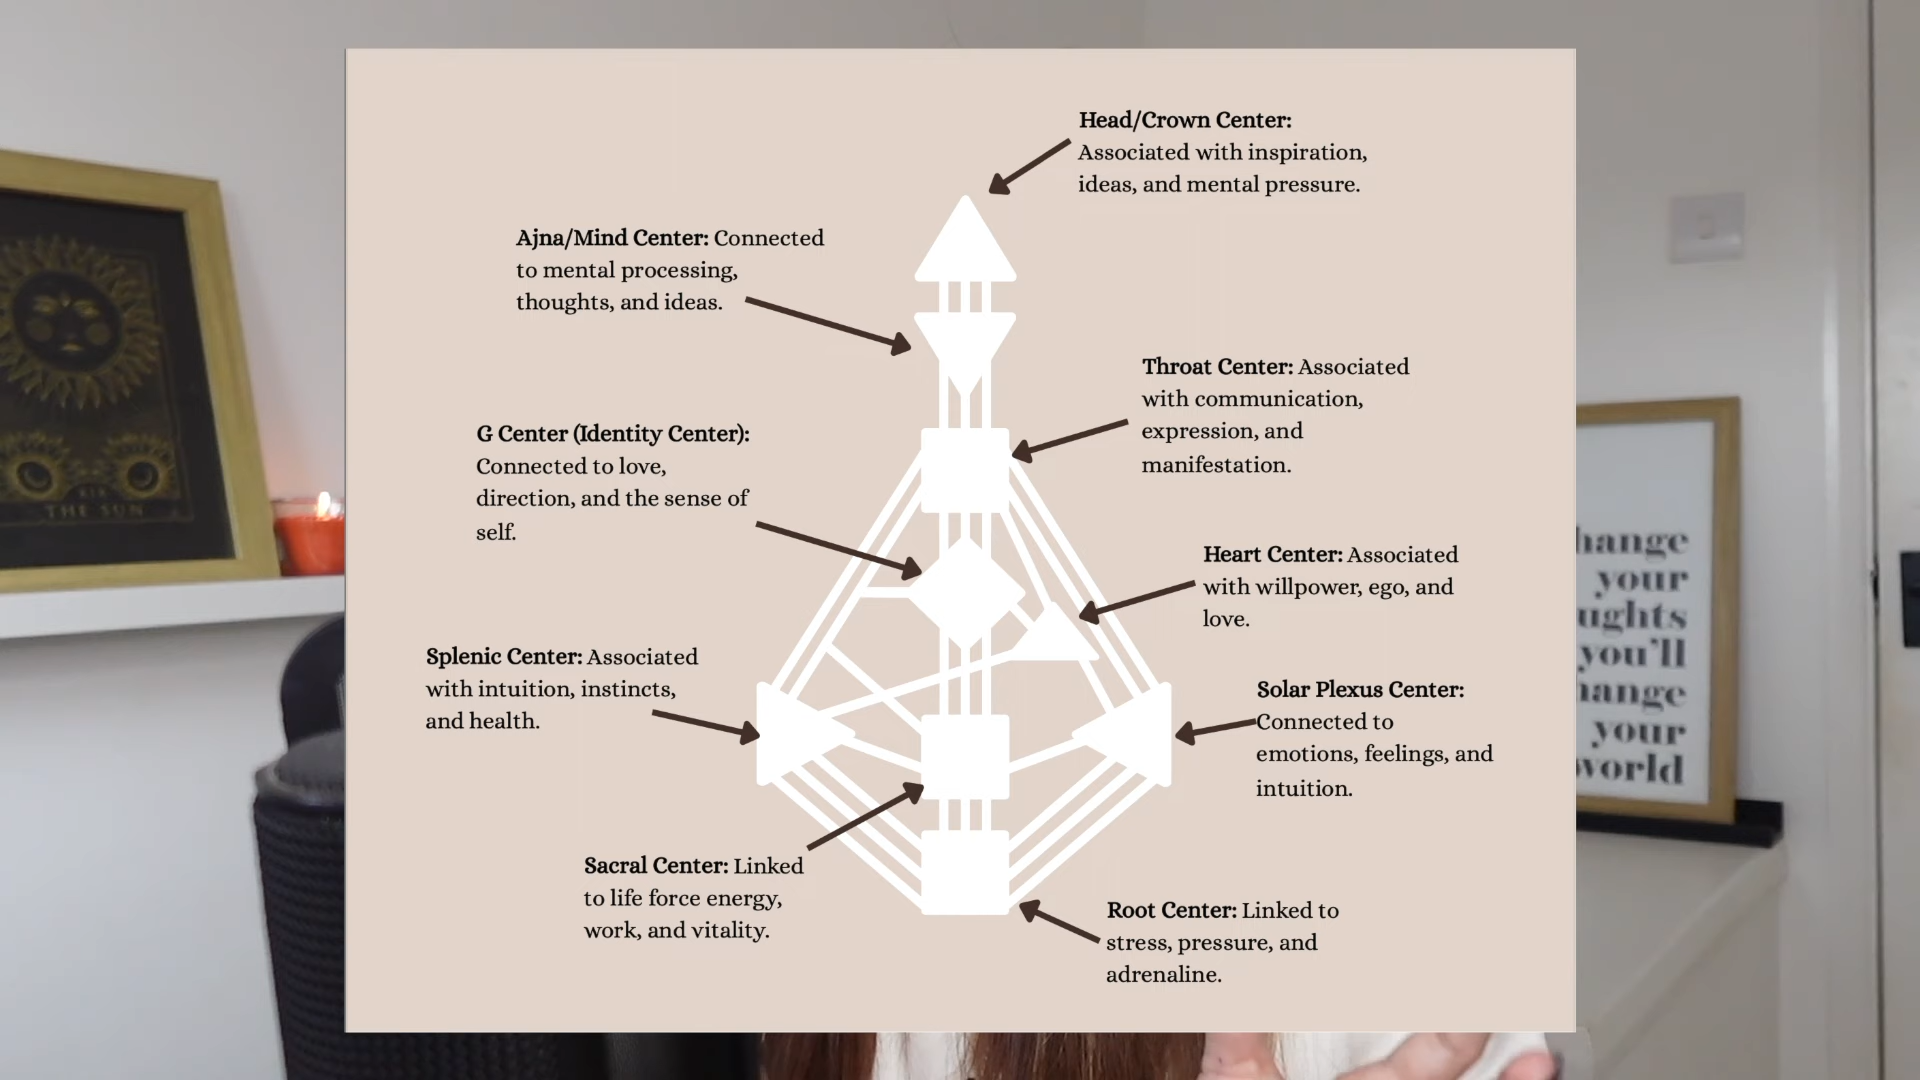 Head/Crown Center:
Associated with inspiration,
ideas, and mental pressure.
Ajna/Mind Center: Connected
to mental processing,
thoughts, and ideas.
Throat Center: Associated
with communication,
expression, and
manifestation.
G Center (Identity Center):
Connected to love,
direction, and the sense of
self.
Heart Center: Associated
with willpower, ego, and
love.
Splenic Center: Associated
with intuition, instincts,
and health.
Solar Plexus Center:
Connected to
emotions, feelings, and
intuition.
Sacral Center: Linked
to life force energy,
work, and vitality.
Root Center: Linked to
stress, pressure, and
adrenaline.
XIX
THE SUN
hange
your
ughts
you'll
hange
your
world